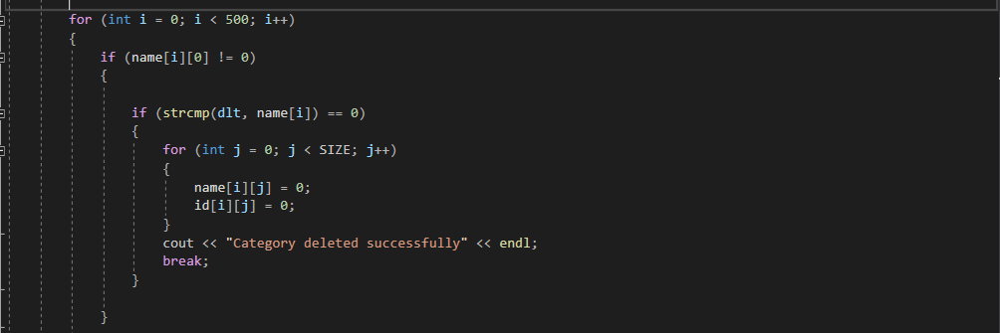 for (int i = 0; i < 500; i++)
{
if (name[i][0] != 0)
{
if (strcmp(dlt, name[i]) == 0)
{
for (int j = 0; j < SIZE; j++)
{
name[i][j] = 0;
id[i][j] = 0;
}
cout << "Category deleted successfully" << endl;
break;
}
}